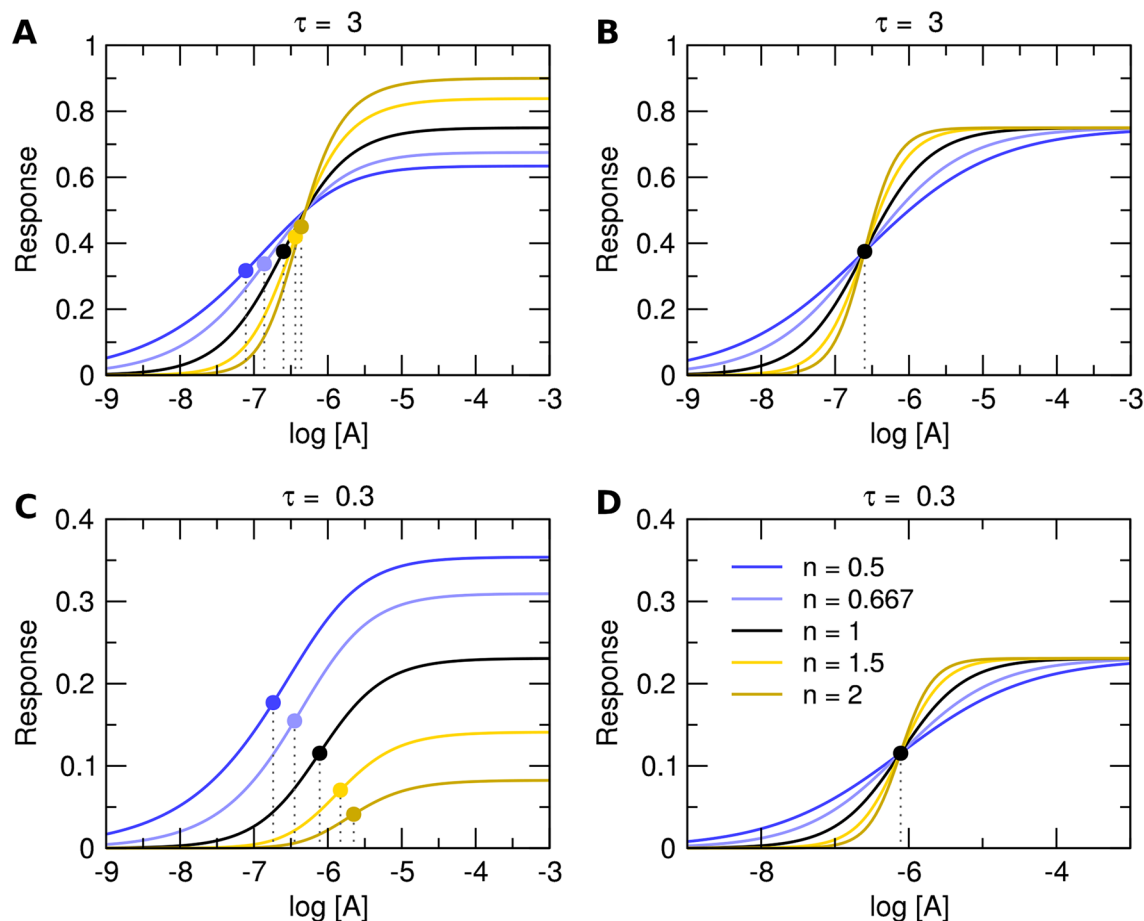 A
τ = 3
1
0.8
0.6
0.4
0.2
0
Response
-9 -8 -7 -6 -5 -4 -3
log [A]
B
τ = 3
1
0.8
0.6
0.4
0.2
0
Response
-9 -8 -7 -6 -5 -4 -3
log [A]
C
τ = 0.3
0.4
0.3
0.2
0.1
0
Response
-9 -8 -7 -6 -5 -4 -3
log [A]
D
τ = 0.3
0.4
0.3
0.2
0.1
0
Response
n = 0.5
n = 0.667
n = 1
n = 1.5
n = 2
-8 -6 -4
log [A]